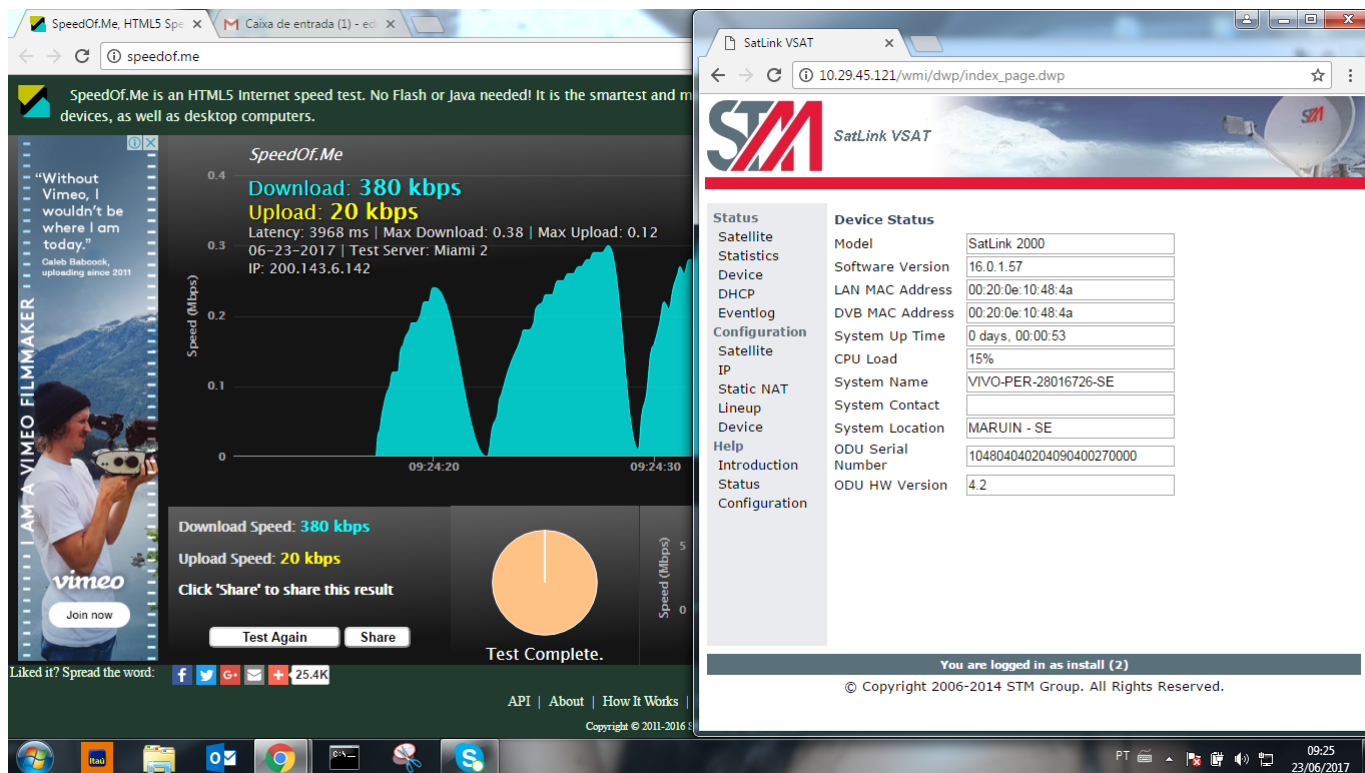 SpeedOf.Me, HTML5 Spe
Caixa de entrada (1) - ed
speedof.me
SpeedOf.Me is an HTML5 Internet speed test. No Flash or Java needed! It is the smartest and m
devices, as well as desktop computers.
“Without
Vimeo, I
wouldn’t be
where I am
today.”
Caleb Babcock,
uploading since 2011
I AM A VIMEO FILMMAKER
vimeo
Join now
SpeedOf.Me
Download: 380 kbps
Upload: 20 kbps
Latency: 3968 ms | Max Download: 0.38 | Max Upload: 0.12
06-23-2017 | Test Server: Miami 2
IP: 200.143.6.142
Speed (Mbps)
0.4
0.3
0.2
0.1
0
09:24:20
09:24:30
Download Speed: 380 kbps
Upload Speed: 20 kbps
Click 'Share' to share this result
Test Again
Share
Test Complete.
Speed (Mbps)
5
0
Liked it? Spread the word:
25.4K
API | About | How It Works |
Copyright © 2011-2016 S
SatLink VSAT
10.29.45.121/wmi/dwp/index_page.dwp
STM
SatLink VSAT
STM
Status
Satellite
Statistics
Device
DHCP
Eventlog
Configuration
Satellite
IP
Static NAT
Lineup
Device
Help
Introduction
Status
Configuration
Device Status
Model SatLink 2000
Software Version 16.0.1.57
LAN MAC Address 00:20:0e:10:48:4a
DVB MAC Address 00:20:0e:10:48:4a
System Up Time 0 days, 00:00:53
CPU Load 15%
System Name VIVO-PER-28016726-SE
System Contact
System Location MARUIN - SE
ODU Serial
Number 104804040204090400270000
ODU HW Version 4.2
You are logged in as install (2)
© Copyright 2006-2014 STM Group. All Rights Reserved.
Itaú
C:\_
PT
09:25
23/06/2017